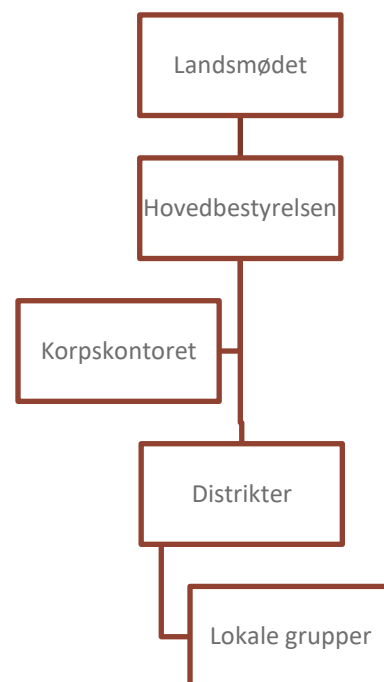 Landsmødet
Hovedbestyrelsen
Korpskontoret
Distrikter
Lokale grupper